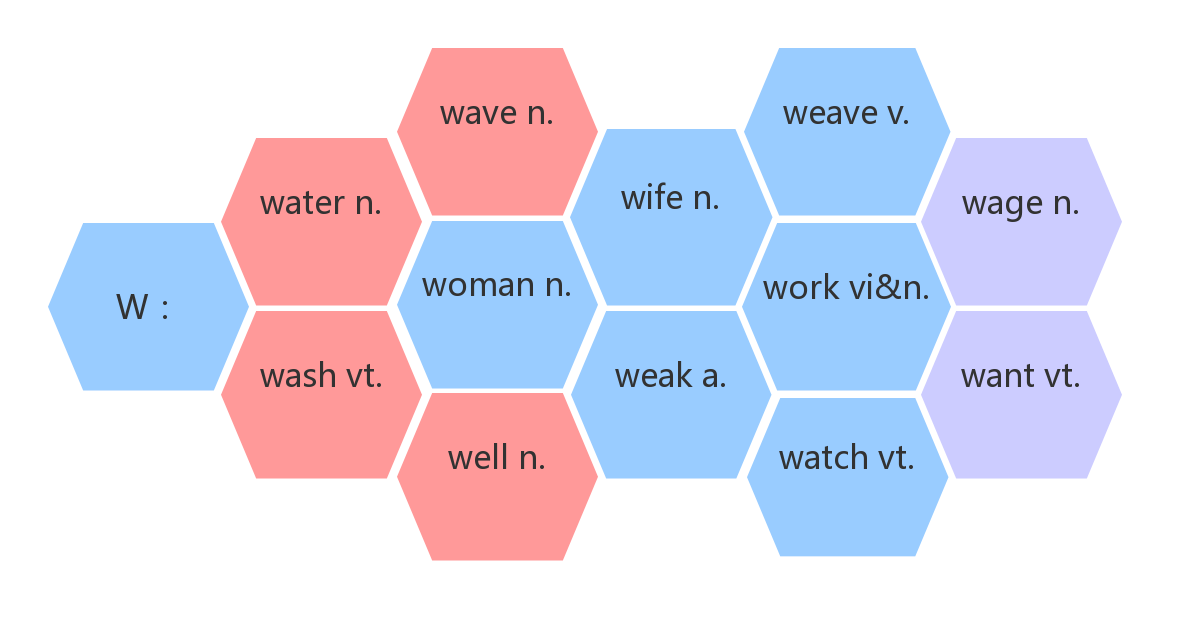 W :
water n.
wash vt.
wave n.
woman n.
well n.
wife n.
weak a.
weave v.
work vi&n.
watch vt.
wage n.
want vt.